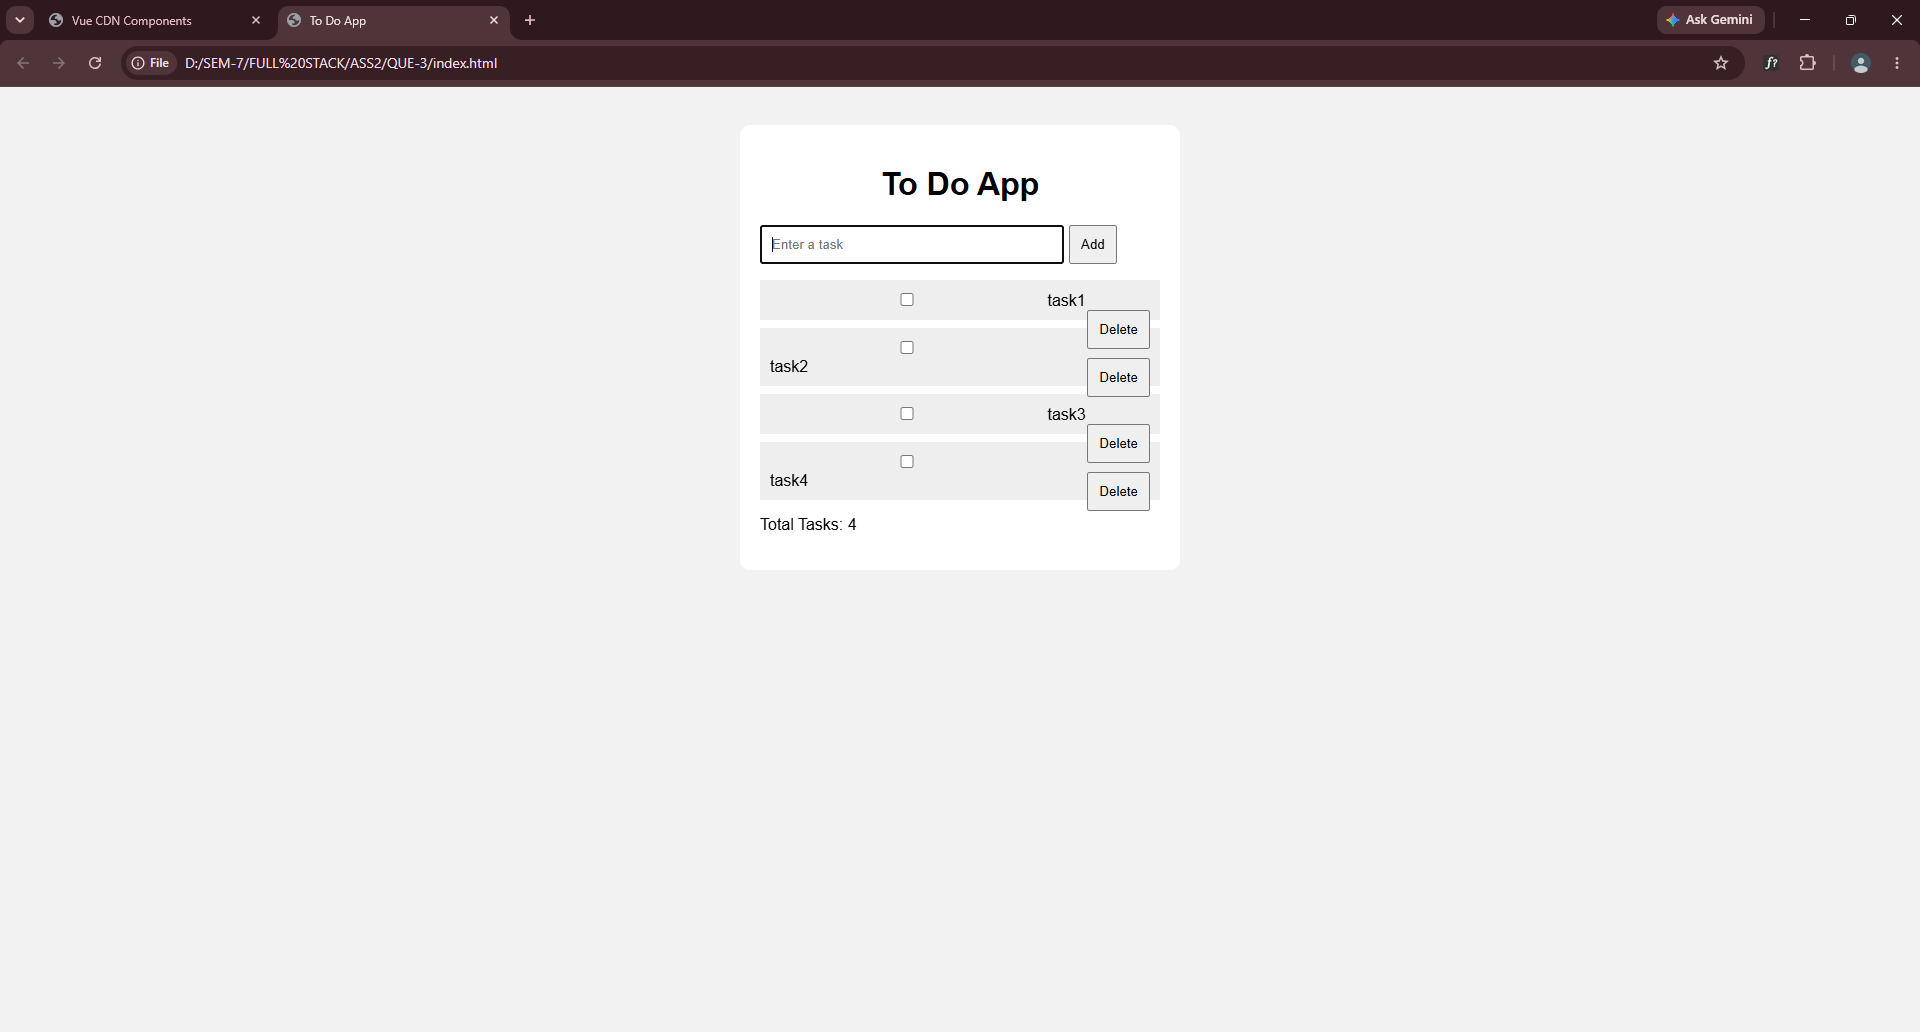 Vue CDN Components
To Do App
Ask Gemini
File
D:/SEM-7/FULL%20STACK/ASS2/QUE-3/index.html
f?
To Do App
Enter a task
Add
task1
Delete
task2
Delete
task3
Delete
task4
Delete
Total Tasks: 4